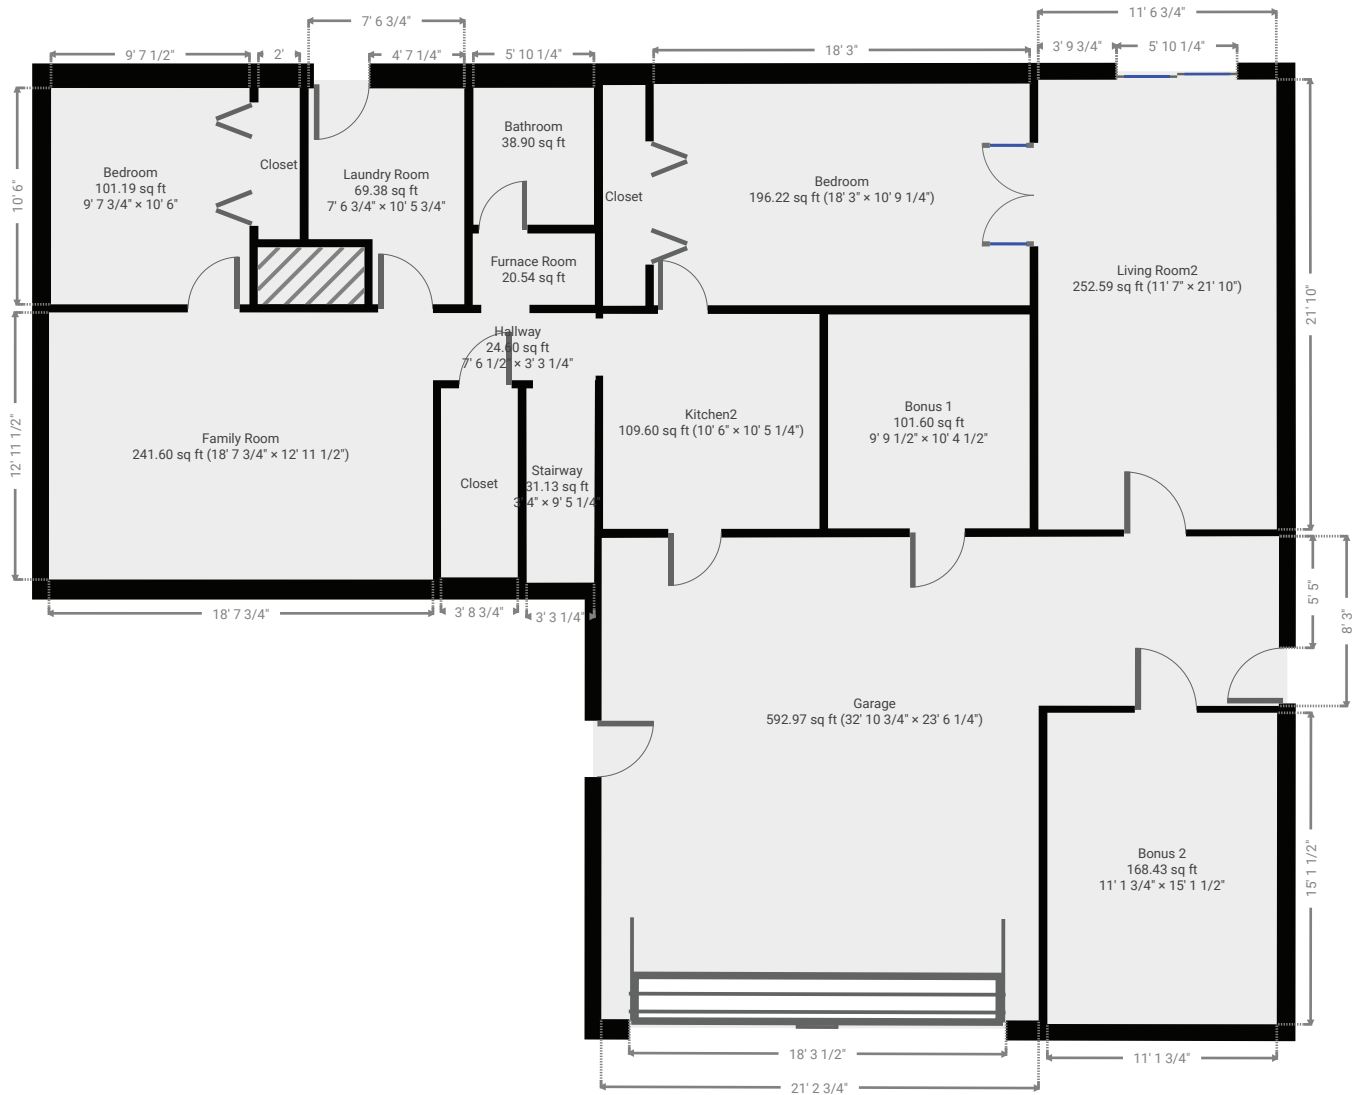 7' 6 3/4"
11' 6 3/4"
9' 7 1/2"
2'
4' 7 1/4"
5' 10 1/4"
18' 3"
3' 9 3/4"
5' 10 1/4"
10' 6"
Bedroom
101.19 sq ft
9' 7 3/4" × 10' 6"
Closet
Laundry Room
69.38 sq ft
7' 6 3/4" × 10' 5 3/4"
Bathroom
38.90 sq ft
Closet
Bedroom
196.22 sq ft (18' 3" × 10' 9 1/4")
Furnace Room
20.54 sq ft
Living Room2
252.59 sq ft (11' 7" × 21' 10")
21' 10"
Hallway
24.60 sq ft
7' 6 1/2" × 3' 3 1/4"
12' 11 1/2"
Family Room
241.60 sq ft (18' 7 3/4" × 12' 11 1/2")
Closet
Stairway
31.13 sq ft
3' 4" × 9' 5 1/4"
Kitchen2
109.60 sq ft (10' 6" × 10' 5 1/4")
Bonus 1
101.60 sq ft
9' 9 1/2" × 10' 4 1/2"
18' 7 3/4"
3' 8 3/4"
3' 3 1/4"
5' 5"
8' 3"
Garage
592.97 sq ft (32' 10 3/4" × 23' 6 1/4")
Bonus 2
168.43 sq ft
11' 1 3/4" × 15' 1 1/2"
15' 1 1/2"
18' 3 1/2"
11' 1 3/4"
21' 2 3/4"